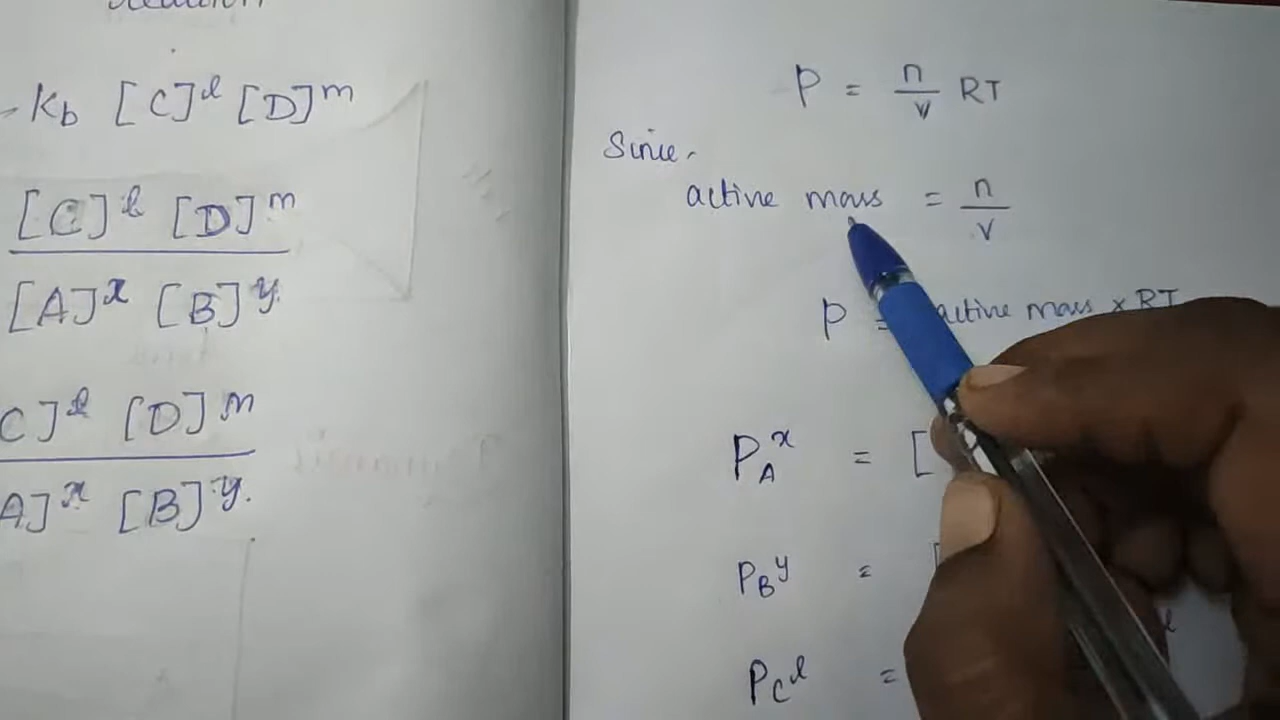 Kb [C]^l [D]^m
[C]^l [D]^m
[A]^x [B]^y
C]^l [D]^m
A]^x [B]^y.
P = n/v RT
Since,
active mass = n/v
P = active mass x RT
P_A^x = [
P_B^y = [
P_C^l =